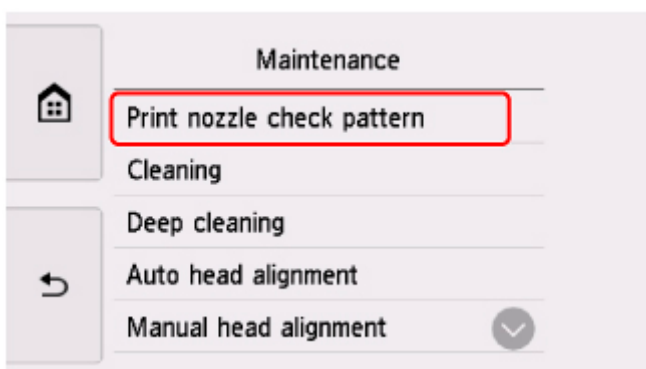 Maintenance
Print nozzle check pattern
Cleaning
Deep cleaning
Auto head alignment
Manual head alignment